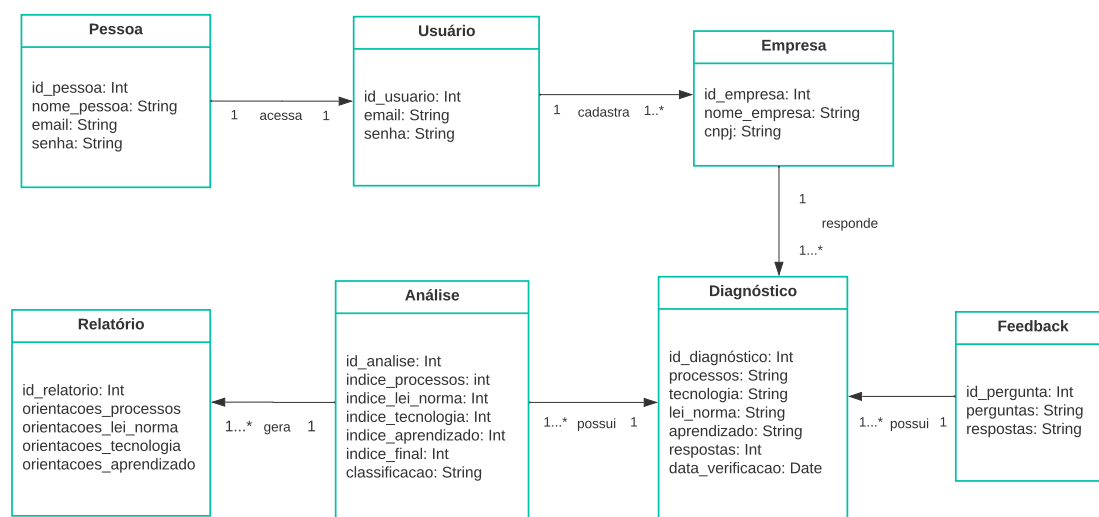 Pessoa
id_pessoa: Int
nome_pessoa: String
email: String
senha: String
1 acessa 1
Usuário
id_usuario: Int
email: String
senha: String
1 cadastra 1..*
Empresa
id_empresa: Int
nome_empresa: String
cnpj: String
1
responde
1...*
Relatório
id_relatorio: Int
orientacoes_processos
orientacoes_lei_norma
orientacoes_tecnologia
orientacoes_aprendizado
1...* gera 1
Análise
id_analise: Int
indice_processos: int
indice_lei_norma: Int
indice_tecnologia: Int
indice_aprendizado: Int
indice_final: Int
classificacao: String
1...* possui 1
Diagnóstico
id_diagnóstico: Int
processos: String
tecnologia: String
lei_norma: String
aprendizado: String
respostas: Int
data_verificacao: Date
1...* possui 1
Feedback
id_pergunta: Int
perguntas: String
respostas: String